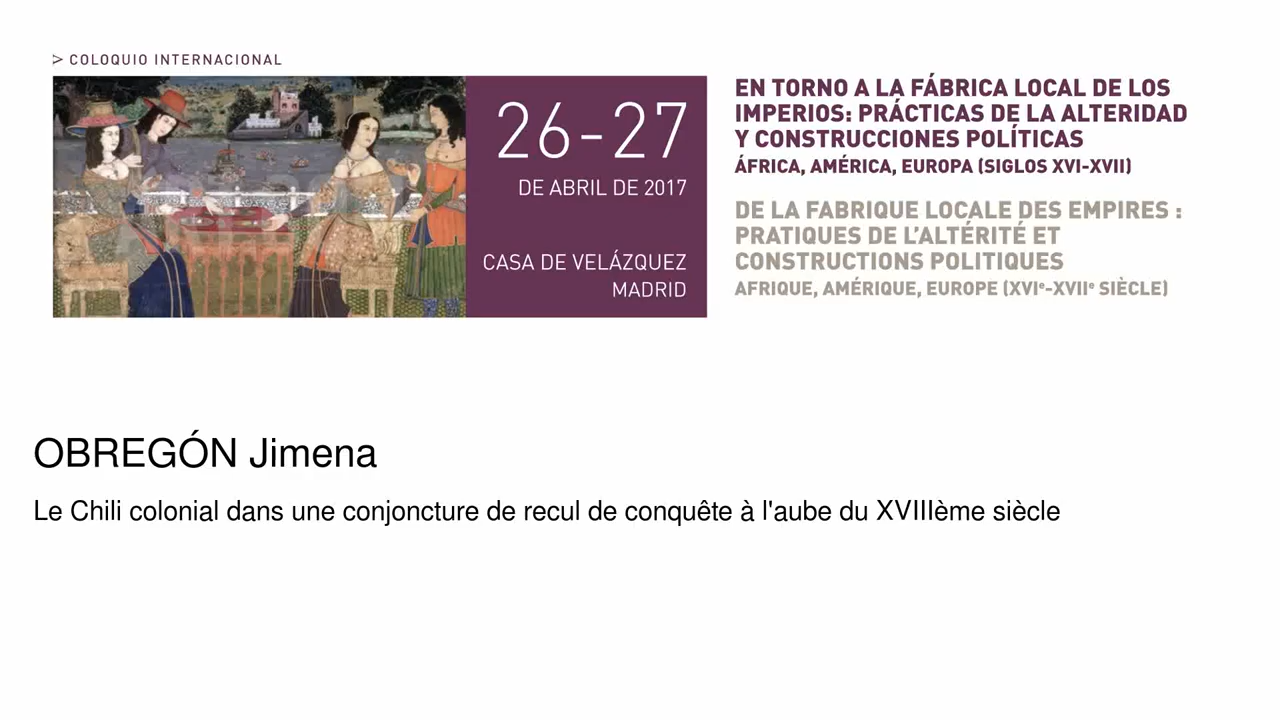 > COLOQUIO INTERNACIONAL
26-27
DE ABRIL DE 2017
CASA DE VELÁZQUEZ
MADRID
EN TORNO A LA FÁBRICA LOCAL DE LOS
IMPERIOS: PRÁCTICAS DE LA ALTERIDAD
Y CONSTRUCCIONES POLÍTICAS
ÁFRICA, AMÉRICA, EUROPA (SIGLOS XVI-XVII)
DE LA FABRIQUE LOCALE DES EMPIRES :
PRATIQUES DE L'ALTÉRITÉ ET
CONSTRUCTIONS POLITIQUES
AFRIQUE, AMÉRIQUE, EUROPE (XVIe-XVIIe SIÈCLE)
OBREGÓN Jimena
Le Chili colonial dans une conjoncture de recul de conquête à l'aube du XVIIIème siècle